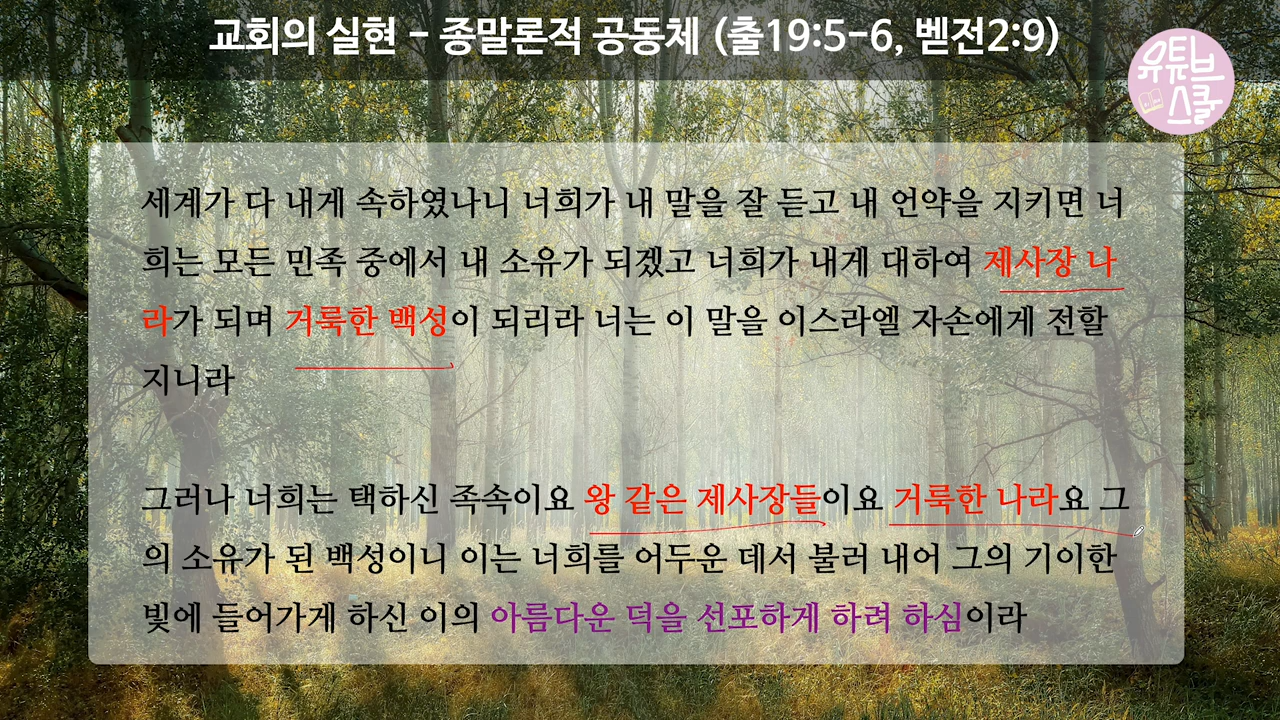 교회의 실현 - 종말론적 공동체 (출19:5-6, 벧전2:9)
유튜브
스쿨
세계가 다 내게 속하였나니 너희가 내 말을 잘 듣고 내 언약을 지키면 너
희는 모든 민족 중에서 내 소유가 되겠고 너희가 내게 대하여 제사장 나
라가 되며 거룩한 백성이 되리라 너는 이 말을 이스라엘 자손에게 전할
지니라
그러나 너희는 택하신 족속이요 왕 같은 제사장들이요 거룩한 나라요 그
의 소유가 된 백성이니 이는 너희를 어두운 데서 불러 내어 그의 기이한
빛에 들어가게 하신 이의 아름다운 덕을 선포하게 하려 하심이라